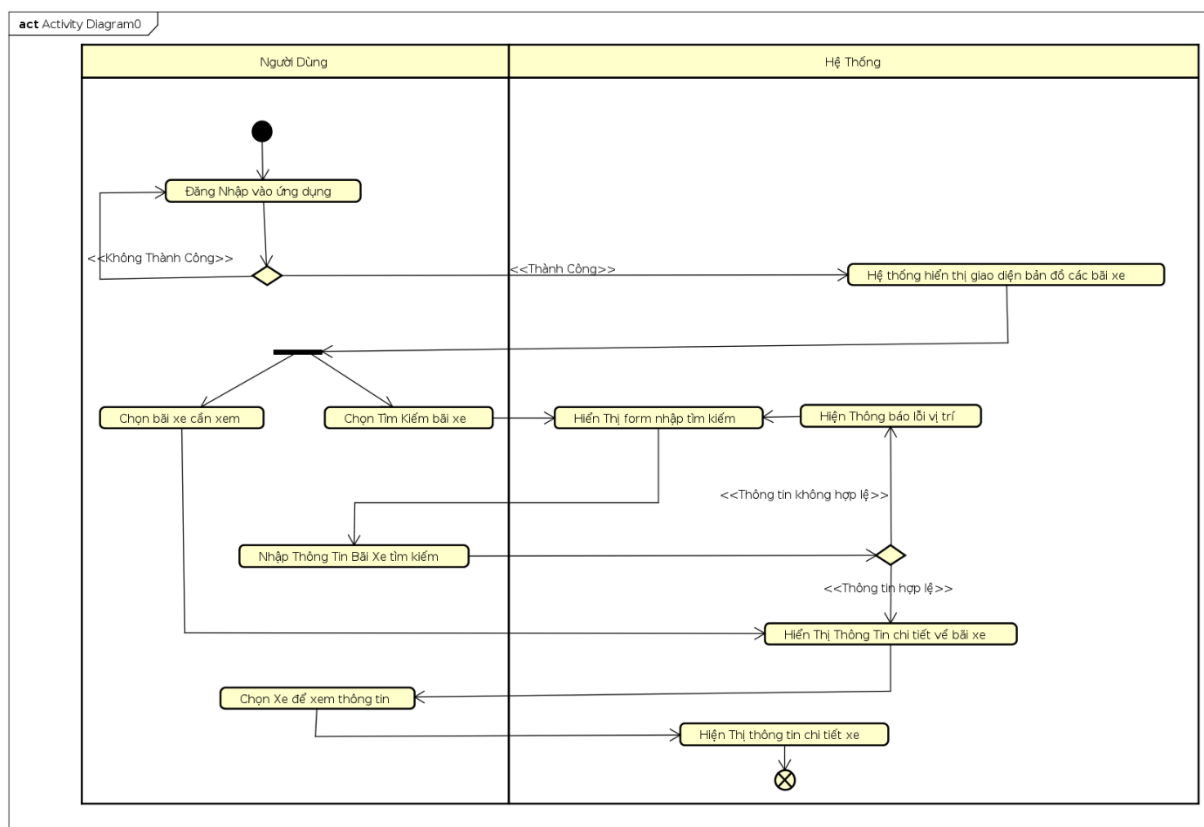 act Activity Diagram0
Người Dùng
Hệ Thống
Đăng Nhập vào ứng dụng
<<Không Thành Công>>
<<Thành Công>>
Hệ thống hiển thị giao diện bản đồ các bãi xe
Chọn bãi xe cần xem
Chọn Tìm Kiếm bãi xe
Hiển Thị form nhập tìm kiếm
Hiện Thông báo lỗi vị trí
<<Thông tin không hợp lệ>>
Nhập Thông Tin Bãi Xe tìm kiếm
<<Thông tin hợp lệ>>
Hiển Thị Thông Tin chi tiết về bãi xe
Chọn Xe để xem thông tin
Hiện Thị thông tin chi tiết xe